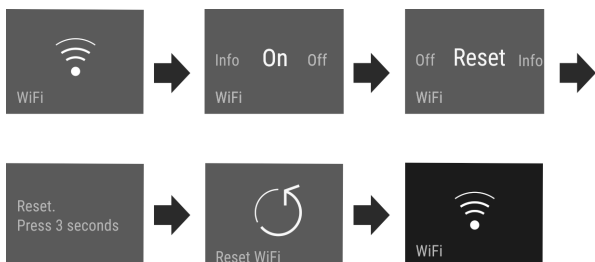 WiFi
Info On Off
WiFi
Off Reset Info
WiFi
Reset.
Press 3 seconds
Reset WiFi
WiFi